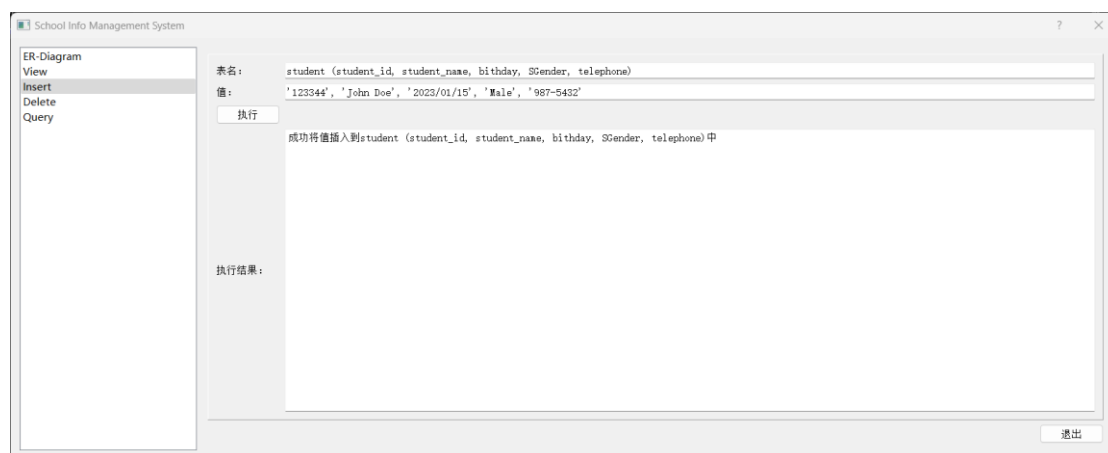 School Info Management System
ER-Diagram
View
Insert
Delete
Query
表名： student (student_id, student_name, bithday, SGender, telephone)
值： '123344', 'John Doe', '2023/01/15', 'Male', '987-5432'
执行
成功将值插入到student (student_id, student_name, bithday, SGender, telephone)中
执行结果：
退出